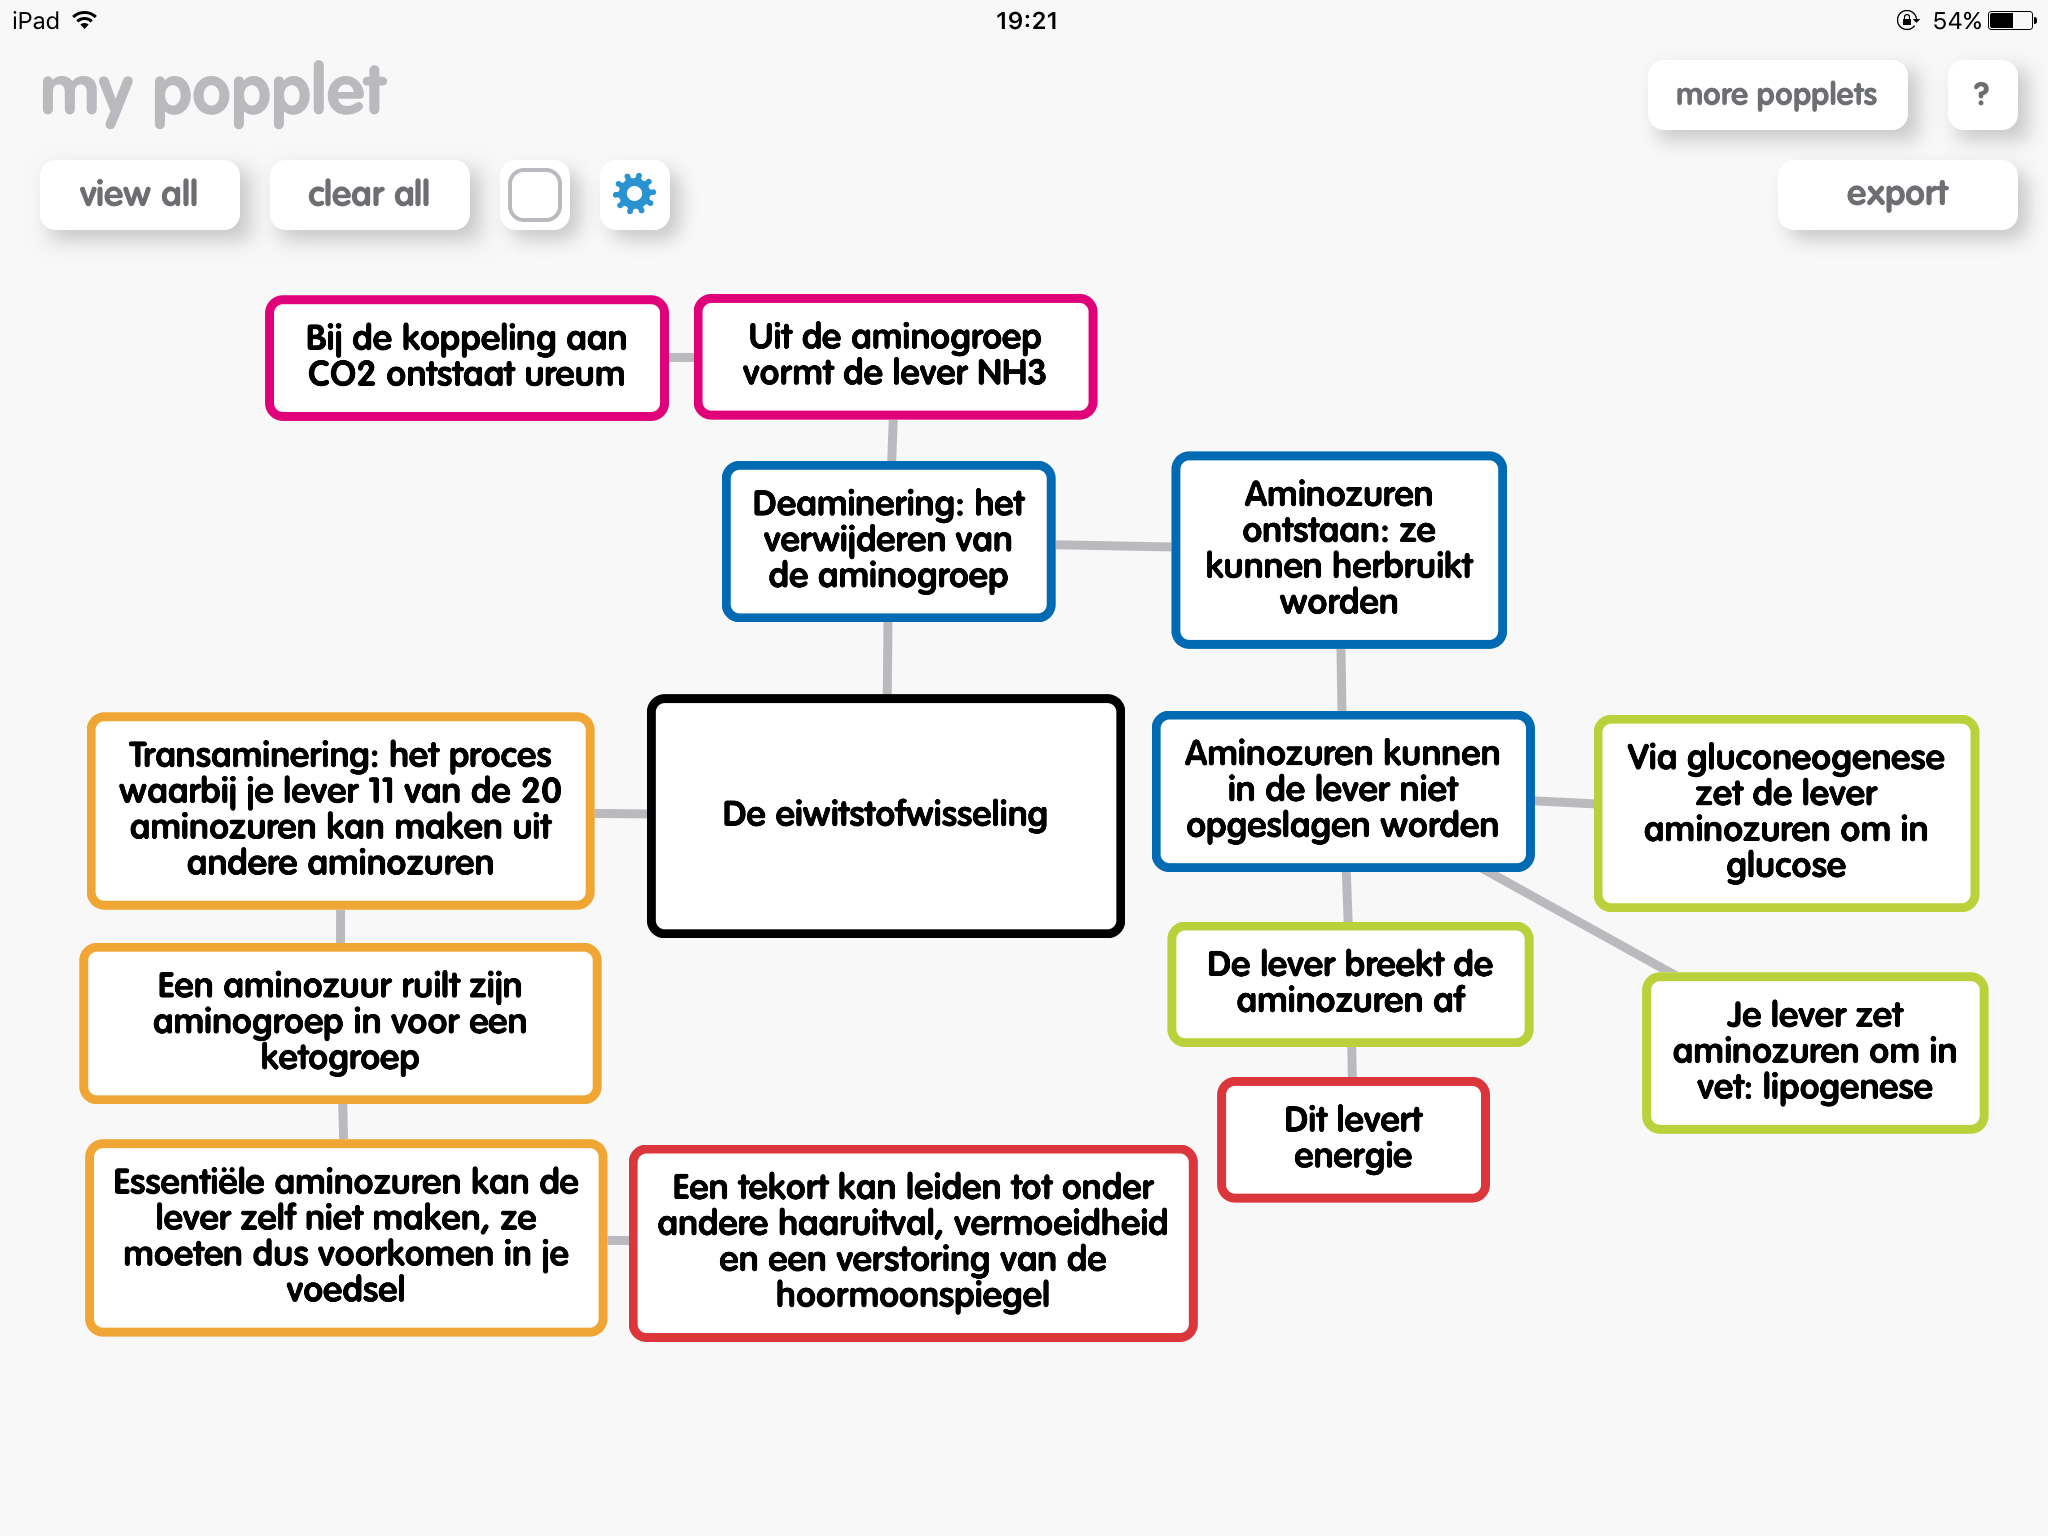 iPad
19:21
54%
my popplet
more popplets
?
view all
clear all
export
Bij de koppeling aan
CO2 ontstaat ureum
Uit de aminogroep
vormt de lever NH3
Deaminering: het
verwijderen van
de aminogroep
Aminozuren
ontstaan: ze
kunnen herbruikt
worden
Transaminering: het proces
waarbij je lever 11 van de 20
aminozuren kan maken uit
andere aminozuren
De eiwitstofwisseling
Aminozuren kunnen
in de lever niet
opgeslagen worden
Via gluconeogenese
zet de lever
aminozuren om in
glucose
Een aminozuur ruilt zijn
aminogroep in voor een
ketogroep
De lever breekt de
aminozuren af
Je lever zet
aminozuren om in
vet: lipogenese
Dit levert
energie
Essentiële aminozuren kan de
lever zelf niet maken, ze
moeten dus voorkomen in je
voedsel
Een tekort kan leiden tot onder
andere haaruitval, vermoeidheid
en een verstoring van de
hoormoonspiegel